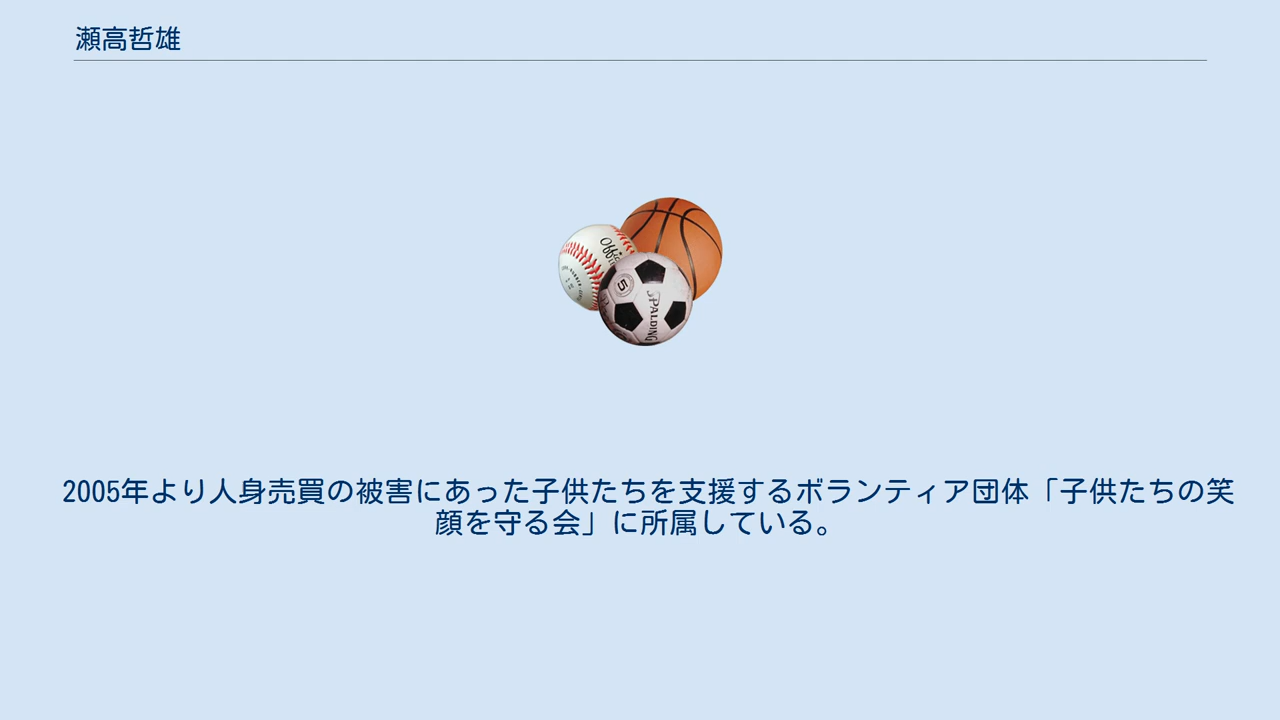 瀬高哲雄
Offic
5
SPALDING
2005年より人身売買の被害にあった子供たちを支援するボランティア団体「子供たちの笑
顔を守る会」に所属している。